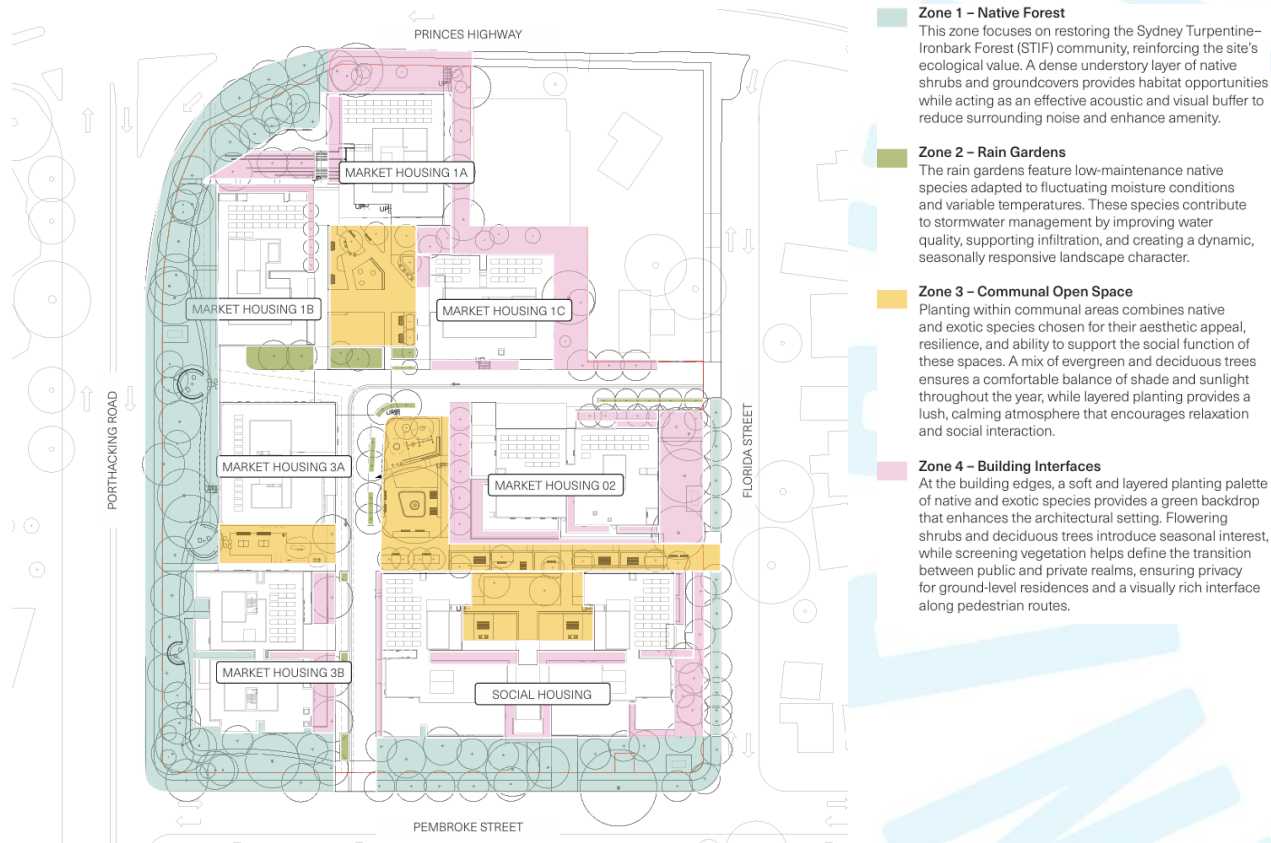 PRINCES HIGHWAY
UP
MARKET HOUSING 1A
UP
UP
MARKET HOUSING 1B
MARKET HOUSING 1C
PORTHACKING ROAD
FLORIDA STREET
MARKET HOUSING 3A
MARKET HOUSING 02
MARKET HOUSING 3B
SOCIAL HOUSING
PEMBROKE STREET
Zone 1 – Native Forest
This zone focuses on restoring the Sydney Turpentine–
Ironbark Forest (STIF) community, reinforcing the site's
ecological value. A dense understory layer of native
shrubs and groundcovers provides habitat opportunities
while acting as an effective acoustic and visual buffer to
reduce surrounding noise and enhance amenity.
Zone 2 – Rain Gardens
The rain gardens feature low-maintenance native
species adapted to fluctuating moisture conditions
and variable temperatures. These species contribute
to stormwater management by improving water
quality, supporting infiltration, and creating a dynamic,
seasonally responsive landscape character.
Zone 3 – Communal Open Space
Planting within communal areas combines native
and exotic species chosen for their aesthetic appeal,
resilience, and ability to support the social function of
these spaces. A mix of evergreen and deciduous trees
ensures a comfortable balance of shade and sunlight
throughout the year, while layered planting provides a
lush, calming atmosphere that encourages relaxation
and social interaction.
Zone 4 – Building Interfaces
At the building edges, a soft and layered planting palette
of native and exotic species provides a green backdrop
that enhances the architectural setting. Flowering
shrubs and deciduous trees introduce seasonal interest,
while screening vegetation helps define the transition
between public and private realms, ensuring privacy
for ground-level residences and a visually rich interface
along pedestrian routes.